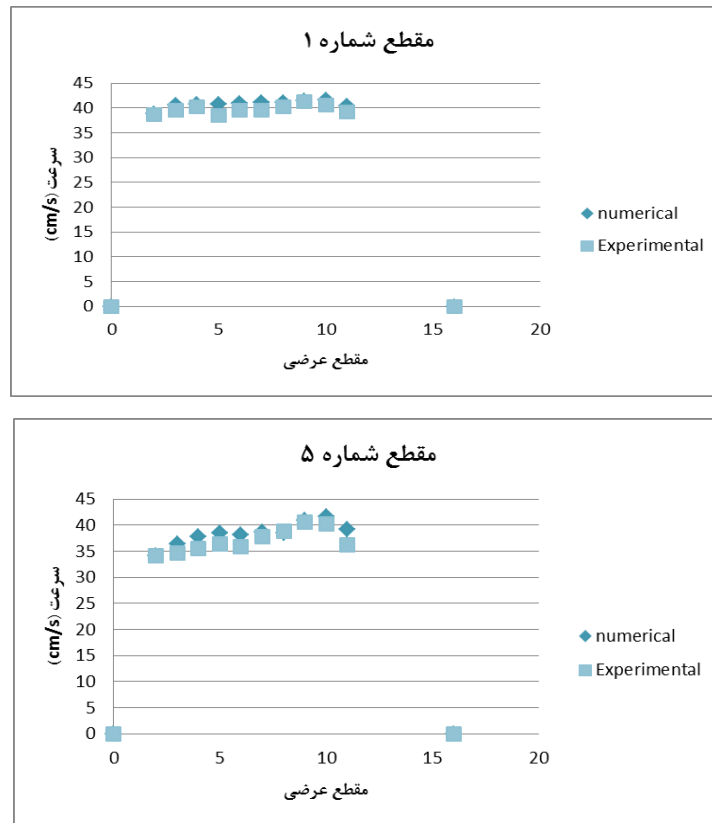 مقطع شماره ۱
45
40
35
30
25
20
15
10
5
0
سرعت (cm/s)
0 5 10 15 20
مقطع عرضی
numerical
Experimental
مقطع شماره ۵
45
40
35
30
25
20
15
10
5
0
سرعت (cm/s)
0 5 10 15 20
مقطع عرضی
numerical
Experimental